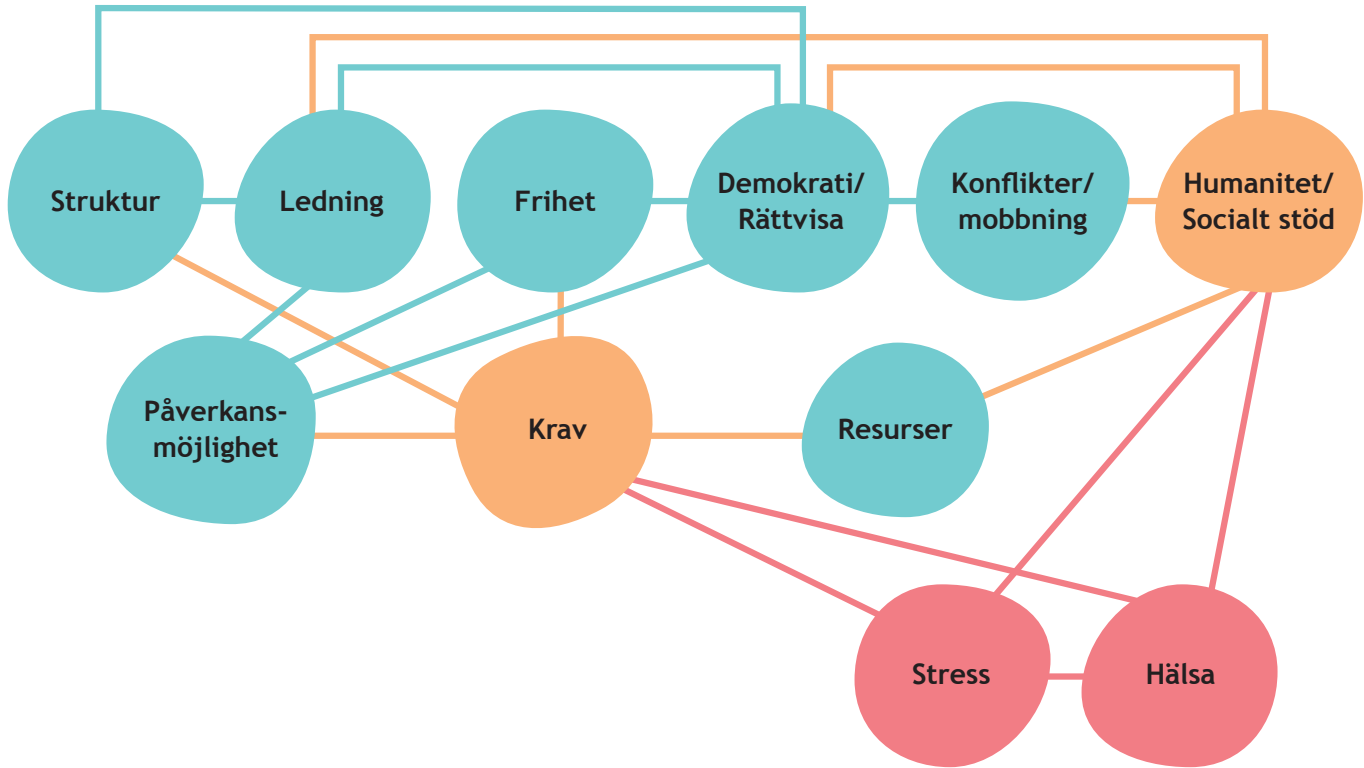 Struktur
Ledning
Frihet
Demokrati/
Rättvisa
Konflikter/
mobbning
Humanitet/
Socialt stöd
Påverkans-
möjlighet
Krav
Resurser
Stress
Hälsa